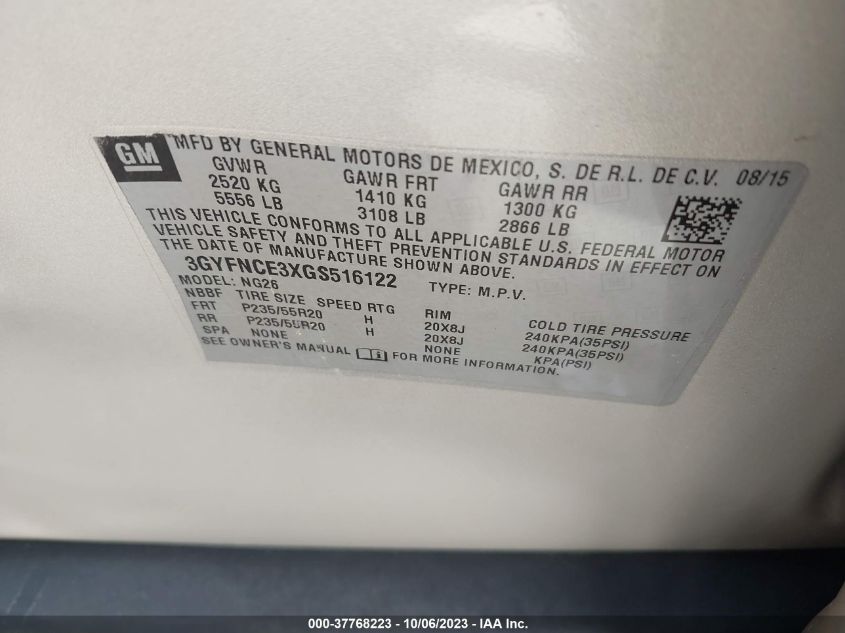 GM MFD BY GENERAL MOTORS DE MEXICO, S. DE R.L. DE C.V. 08/15
GVWR GAWR FRT GAWR RR
2520 KG 1410 KG 1300 KG
5556 LB 3108 LB 2866 LB
THIS VEHICLE CONFORMS TO ALL APPLICABLE U.S. FEDERAL MOTOR
VEHICLE SAFETY AND THEFT PREVENTION STANDARDS IN EFFECT ON
THE DATE OF MANUFACTURE SHOWN ABOVE.
3GYFNCE3XGS516122 TYPE: M.P.V.
MODEL: NG26
NBBF TIRE SIZE SPEED RTG RIM COLD TIRE PRESSURE
FRT P235/55R20 H 20X8J 240KPA(35PSI)
RR P235/55R20 H 20X8J 240KPA(35PSI)
SPA NONE NONE KPA(PSI)
SEE OWNER'S MANUAL FOR MORE INFORMATION.
000-37768223 - 10/06/2023 - IAA Inc.